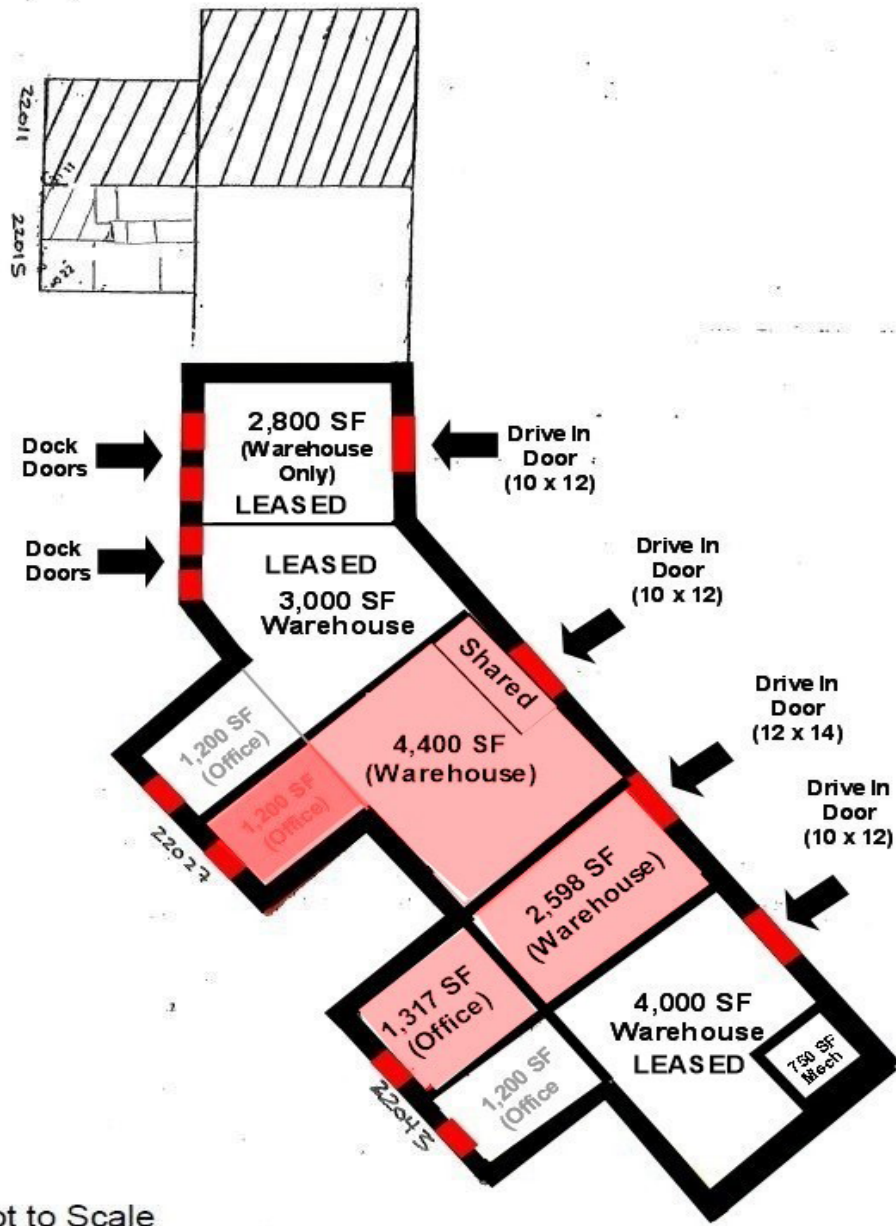 22011
22015
2,800 SF
(Warehouse
Only)
LEASED
Dock
Doors
Drive In
Door
(10 x 12)
Dock
Doors
LEASED
3,000 SF
Warehouse
Drive In
Door
(10 x 12)
Shared
1,200 SF
(Office)
4,400 SF
(Warehouse)
Drive In
Door
(12 x 14)
1,200 SF
(Office)
22027
Drive In
Door
(10 x 12)
2,598 SF
(Warehouse)
1,317 SF
(Office)
4,000 SF
Warehouse
LEASED
750 SF
Mech
1,200 SF
(Office
22043
to Scale